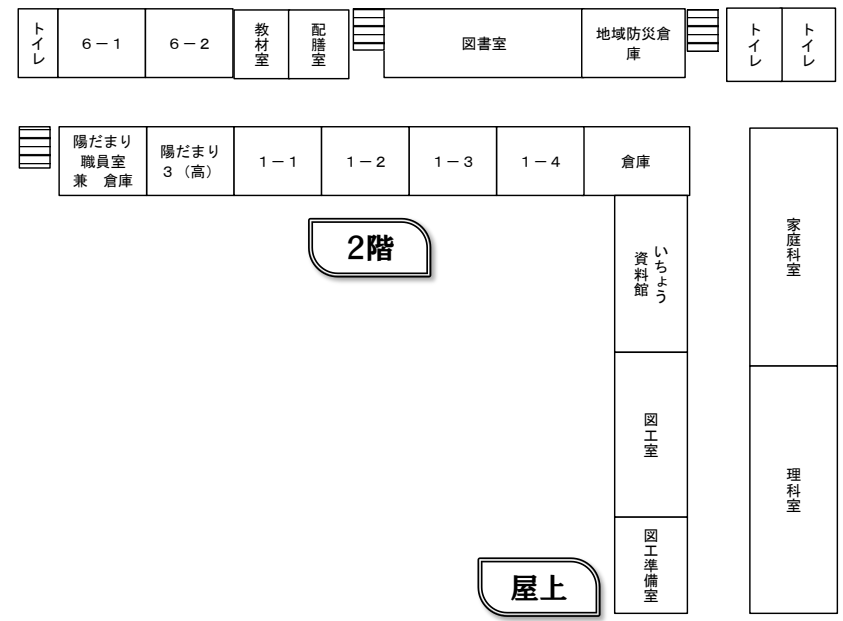 トイレ
６－１
６－２
教材室
配膳室
図書室
地域防災倉
庫
トイレ
トイレ
陽だまり
職員室
兼　倉庫
陽だまり
３（高）
１－１
１－２
１－３
１－４
倉庫
2階
いちょう
資料館
家庭科室
図工室
理科室
図工準備室
屋上